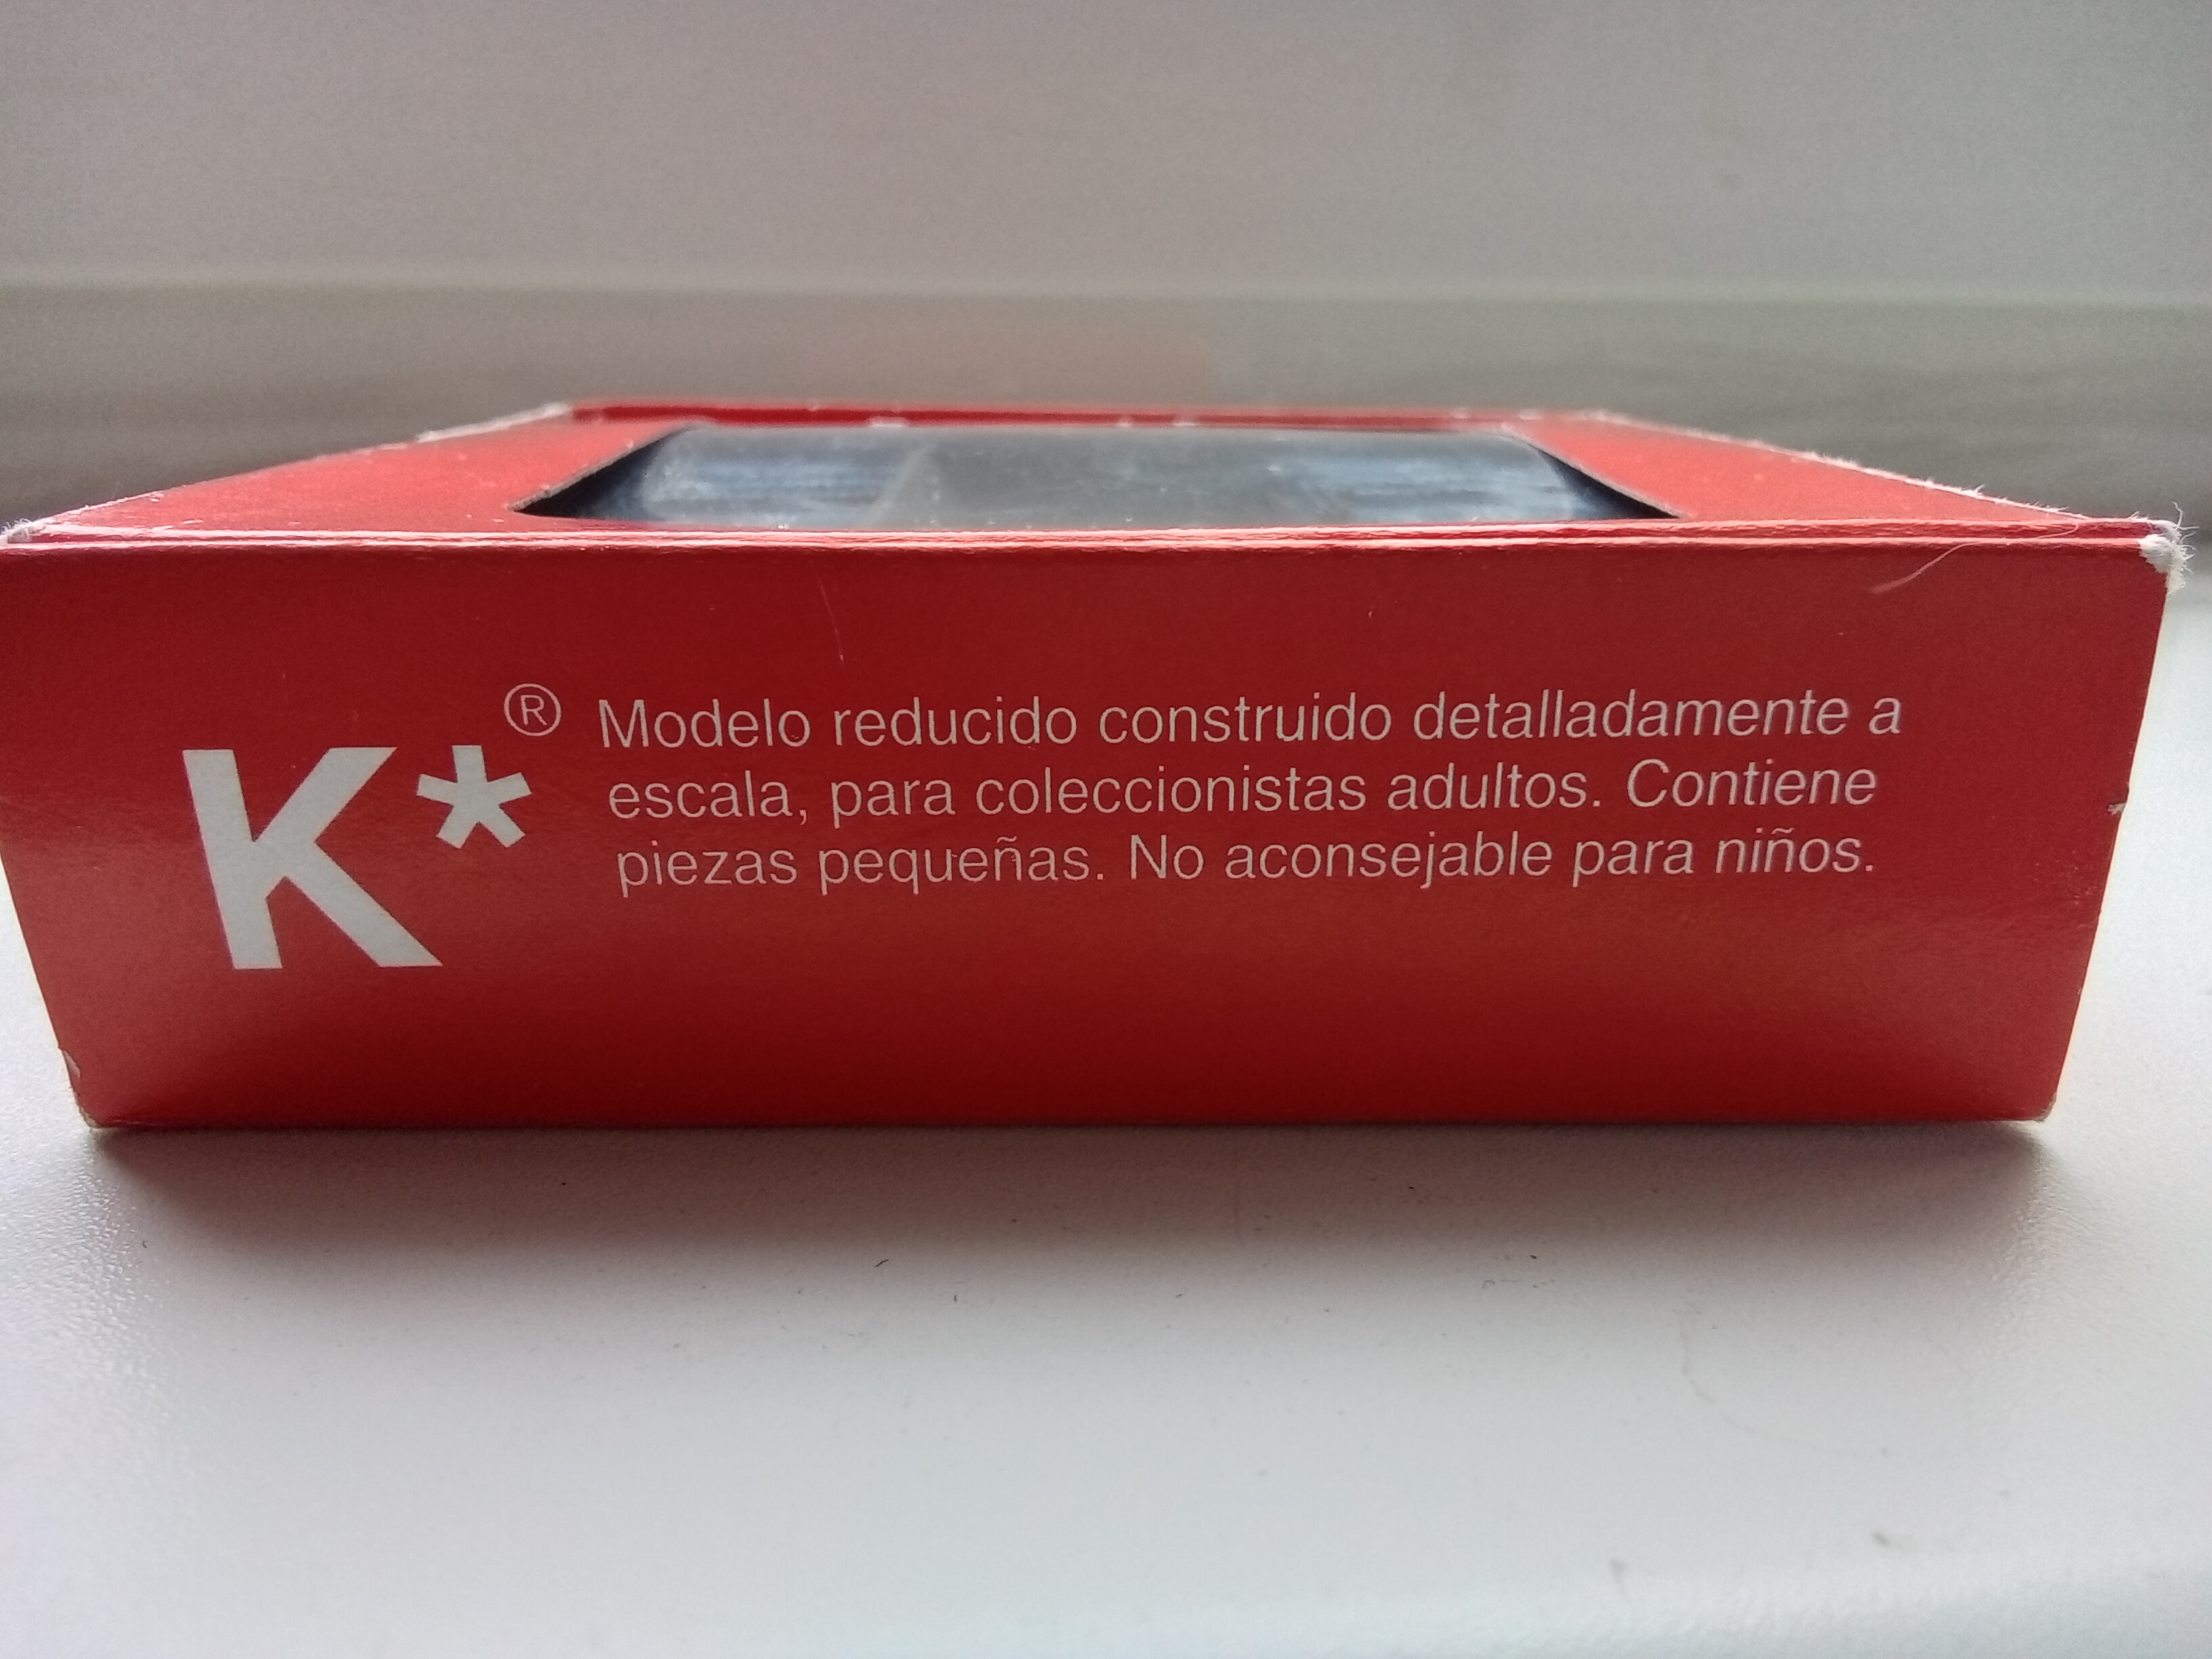 K*®
Modelo reducido construido detalladamente a
escala, para coleccionistas adultos. Contiene
piezas pequeñas. No aconsejable para niños.